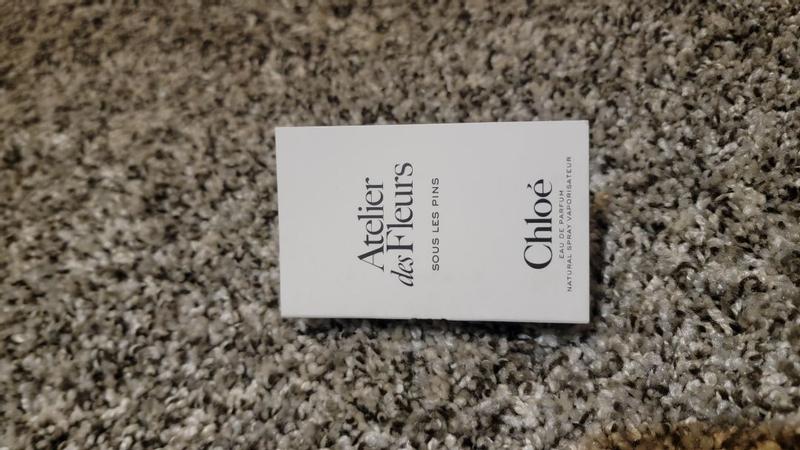 Atelier
des Fleurs
SOUS LES PINS
Chloé
EAU DE PARFUM
NATURAL SPRAY VAPORISATEUR